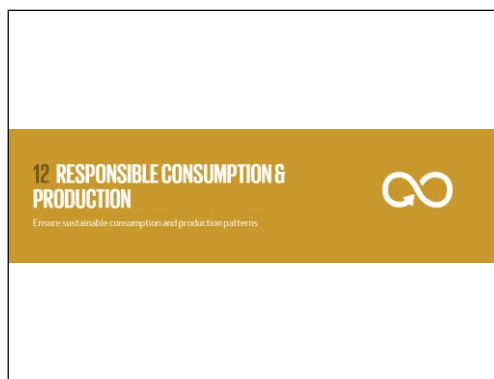 12 RESPONSIBLE CONSUMPTION &
PRODUCTION
Ensure sustainable consumption and production patterns